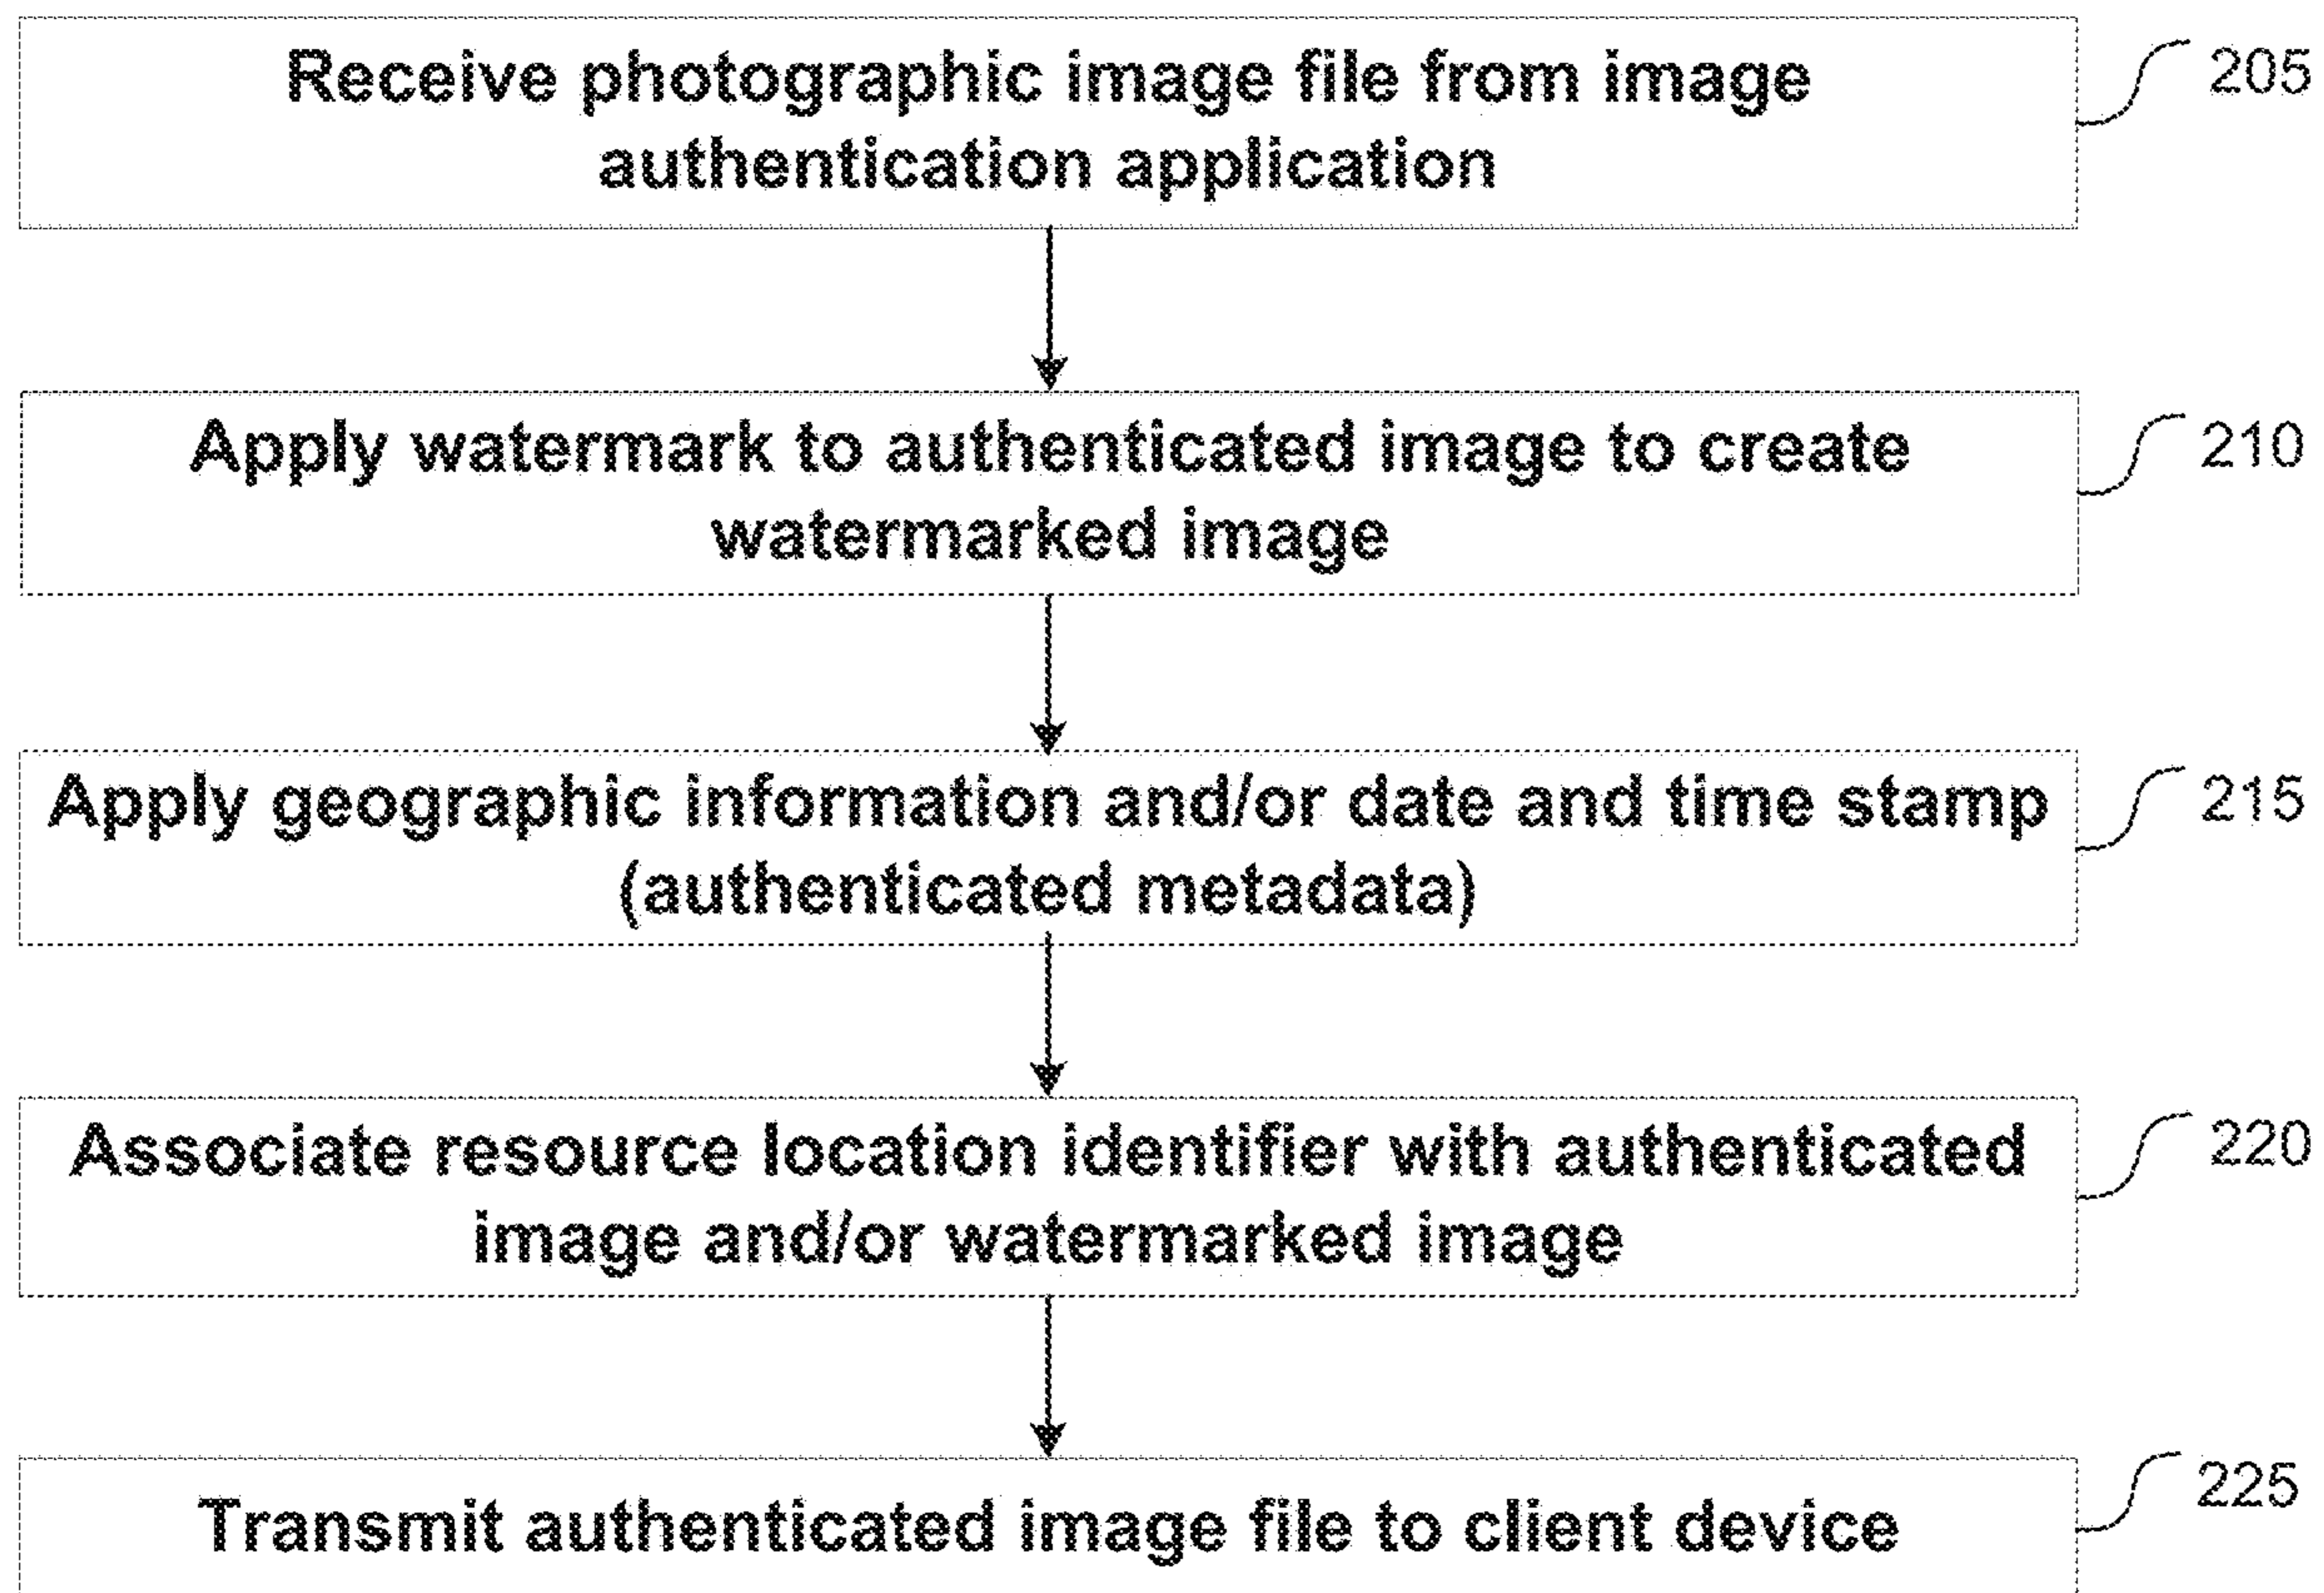 Receive photographic image file from image
authentication application
205
Apply watermark to authenticated image to create
watermarked image
210
Apply geographic information and/or date and time stamp
(authenticated metadata)
215
Associate resource location identifier with authenticated
image and/or watermarked image
220
Transmit authenticated image file to client device
225